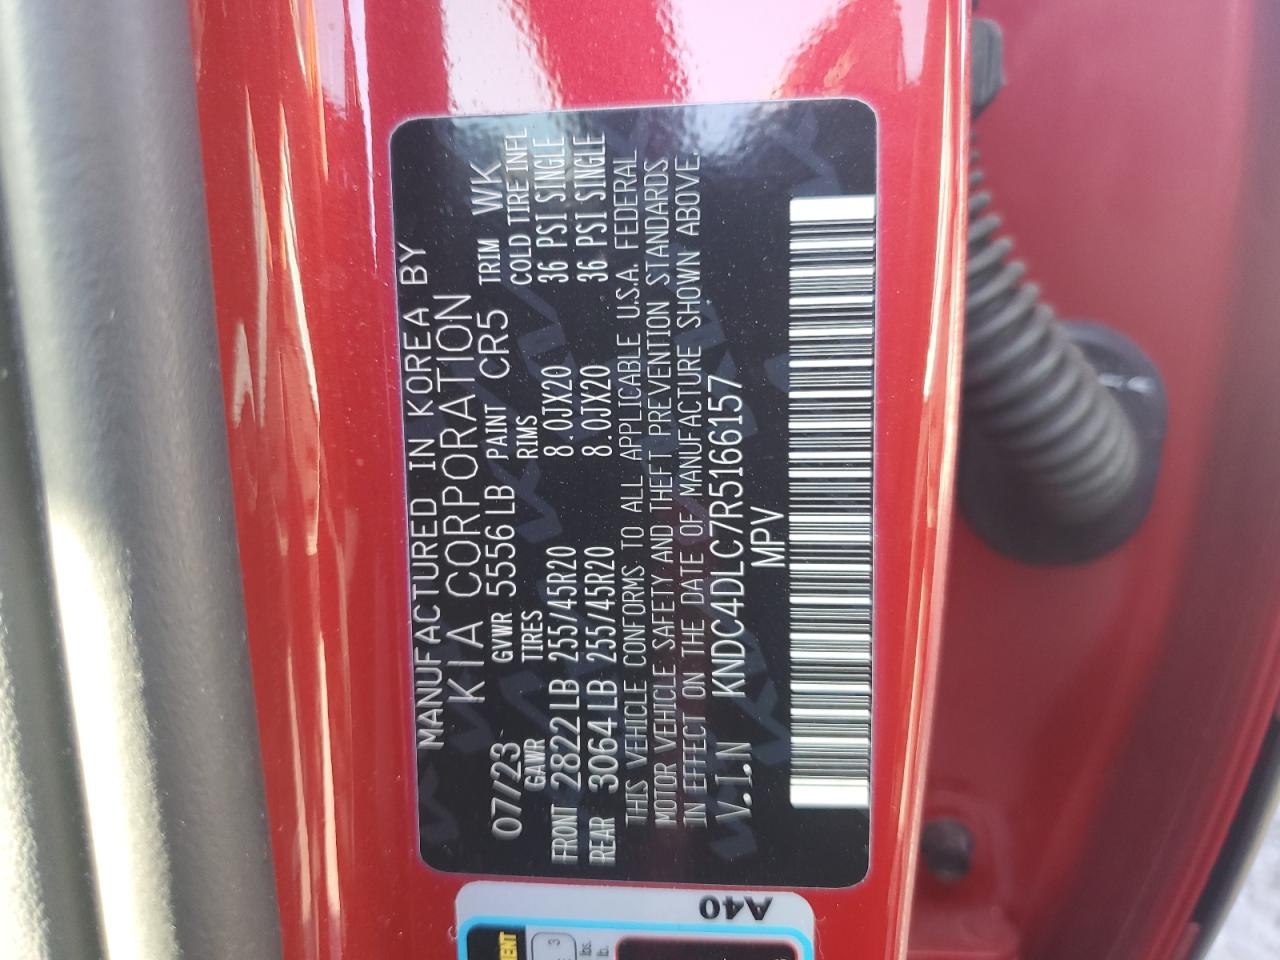 MANUFACTURED IN KOREA BY
KIA CORPORATION
07/23 GVWR 5556 LB PAINT CR5 TRIM WK
GAWR TIRES RIMS COLD TIRE INFL
FRONT 2822 LB 255/45R20 8.0JX20 36 PSI SINGLE
REAR 3064 LB 255/45R20 8.0JX20 36 PSI SINGLE
THIS VEHICLE CONFORMS TO ALL APPLICABLE U.S.A. FEDERAL
MOTOR VEHICLE SAFETY AND THEFT PREVENTION STANDARDS
IN EFFECT ON THE DATE OF MANUFACTURE SHOWN ABOVE.
V.I.N KNDC4DLC7R5166157
MPV
A40
3
lbs.
lb.